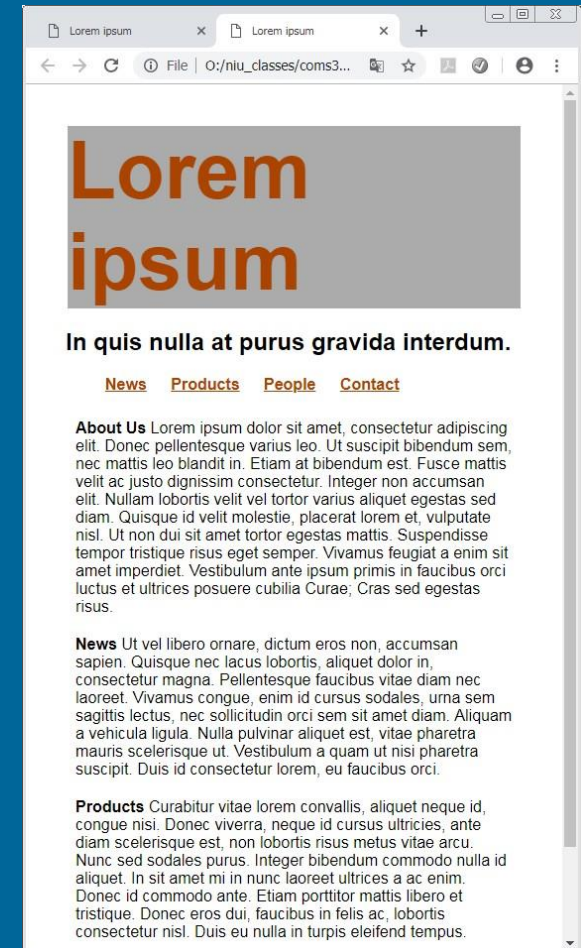 Lorem ipsum
Lorem ipsum
File | O:/niu_classes/coms3...
Lorem
ipsum
In quis nulla at purus gravida interdum.
News Products People Contact
About Us Lorem ipsum dolor sit amet, consectetur adipiscing
elit. Donec pellentesque varius leo. Ut suscipit bibendum sem,
nec mattis leo blandit in. Etiam at bibendum est. Fusce mattis
velit ac justo dignissim consectetur. Integer non accumsan
elit. Nullam lobortis velit vel tortor varius aliquet egestas sed
diam. Quisque id velit molestie, placerat lorem et, vulputate
nisl. Ut non dui sit amet tortor egestas mattis. Suspendisse
tempor tristique risus eget semper. Vivamus feugiat a enim sit
amet imperdiet. Vestibulum ante ipsum primis in faucibus orci
luctus et ultrices posuere cubilia Curae; Cras sed egestas
risus.
News Ut vel libero ornare, dictum eros non, accumsan
sapien. Quisque nec lacus lobortis, aliquet dolor in,
consectetur magna. Pellentesque faucibus vitae diam nec
laoreet. Vivamus congue, enim id cursus sodales, urna sem
sagittis lectus, nec sollicitudin orci sem sit amet diam. Aliquam
a vehicula ligula. Nulla pulvinar aliquet est, vitae pharetra
mauris scelerisque ut. Vestibulum a quam ut nisi pharetra
suscipit. Duis id consectetur lorem, eu faucibus orci.
Products Curabitur vitae lorem convallis, aliquet neque id,
congue nisi. Donec viverra, neque id cursus ultricies, ante
diam scelerisque est, non lobortis risus metus vitae arcu.
Nunc sed sodales purus. Integer bibendum commodo nulla id
aliquet. In sit amet mi in nunc laoreet ultrices a ac enim.
Donec id commodo ante. Etiam porttitor mattis libero et
tristique. Donec eros dui, faucibus in felis ac, lobortis
consectetur nisl. Duis eu nulla in turpis eleifend tempus.